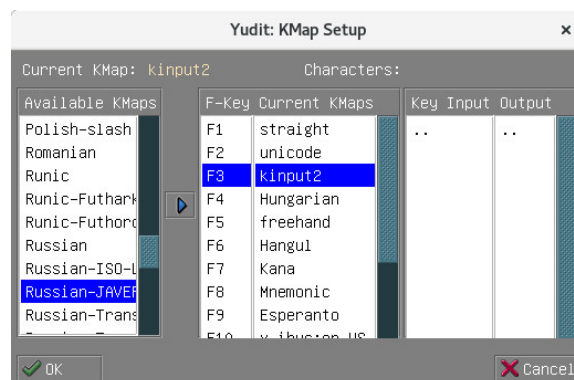 Yudit: KMap Setup
Current KMap: kinput2 Characters:
Available KMaps F-Key Current KMaps Key Input Output
Polish-slash F1 straight .. ..
Romanian F2 unicode
Runic F3 kinput2
Runic-Futhark F4 Hungarian
Runic-Futhorc F5 freehand
Russian F6 Hangul
Russian-ISO-L F7 Kana
Russian-JAVER F8 Mnemonic
Russian-Trans F9 Esperanto
F10
OK Cancel